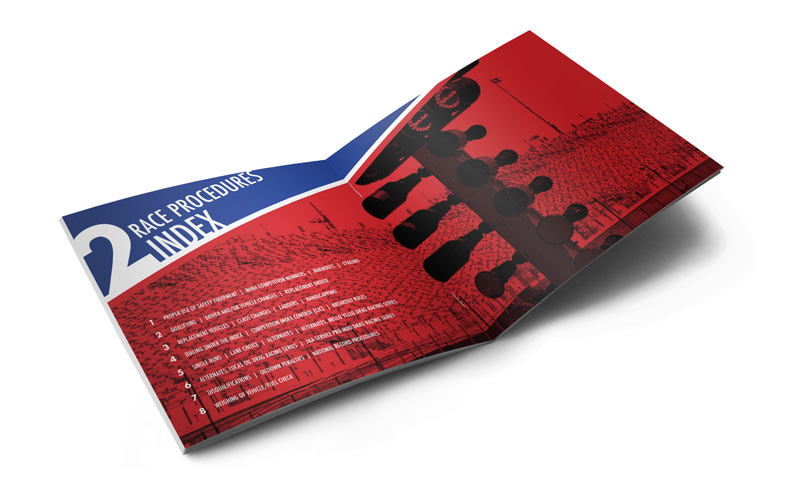 2
RACE PROCEDURES
INDEX
1 PROPER USE OF SAFETY EQUIPMENT | NHRA COMPETITION NUMBERS | BURNOUTS | STAGING
2 QUALIFYING | DRIVER AND/OR VEHICLE CHANGES | REPLACEMENT DRIVER
3 REPLACEMENT VEHICLES | CLASS CHANGES | LADDERS | HANDICAPPING
4 DIALING UNDER THE INDEX | COMPETITION INDEX CONTROL (CIC) | BREAKOUT RULES
5 SINGLE RUNS | LANE CHOICE | ALTERNATES | ALTERNATES, MELLO YELLO DRAG RACING SERIES
6 ALTERNATES, LUCAS OIL DRAG RACING SERIES | J&A SERVICE PRO MOD DRAG RACING SERIES
7 DISQUALIFICATIONS | OILDOWN PENALTIES | NATIONAL RECORD PROCEDURES
8 WEIGHING OF VEHICLE/FUEL CHECK